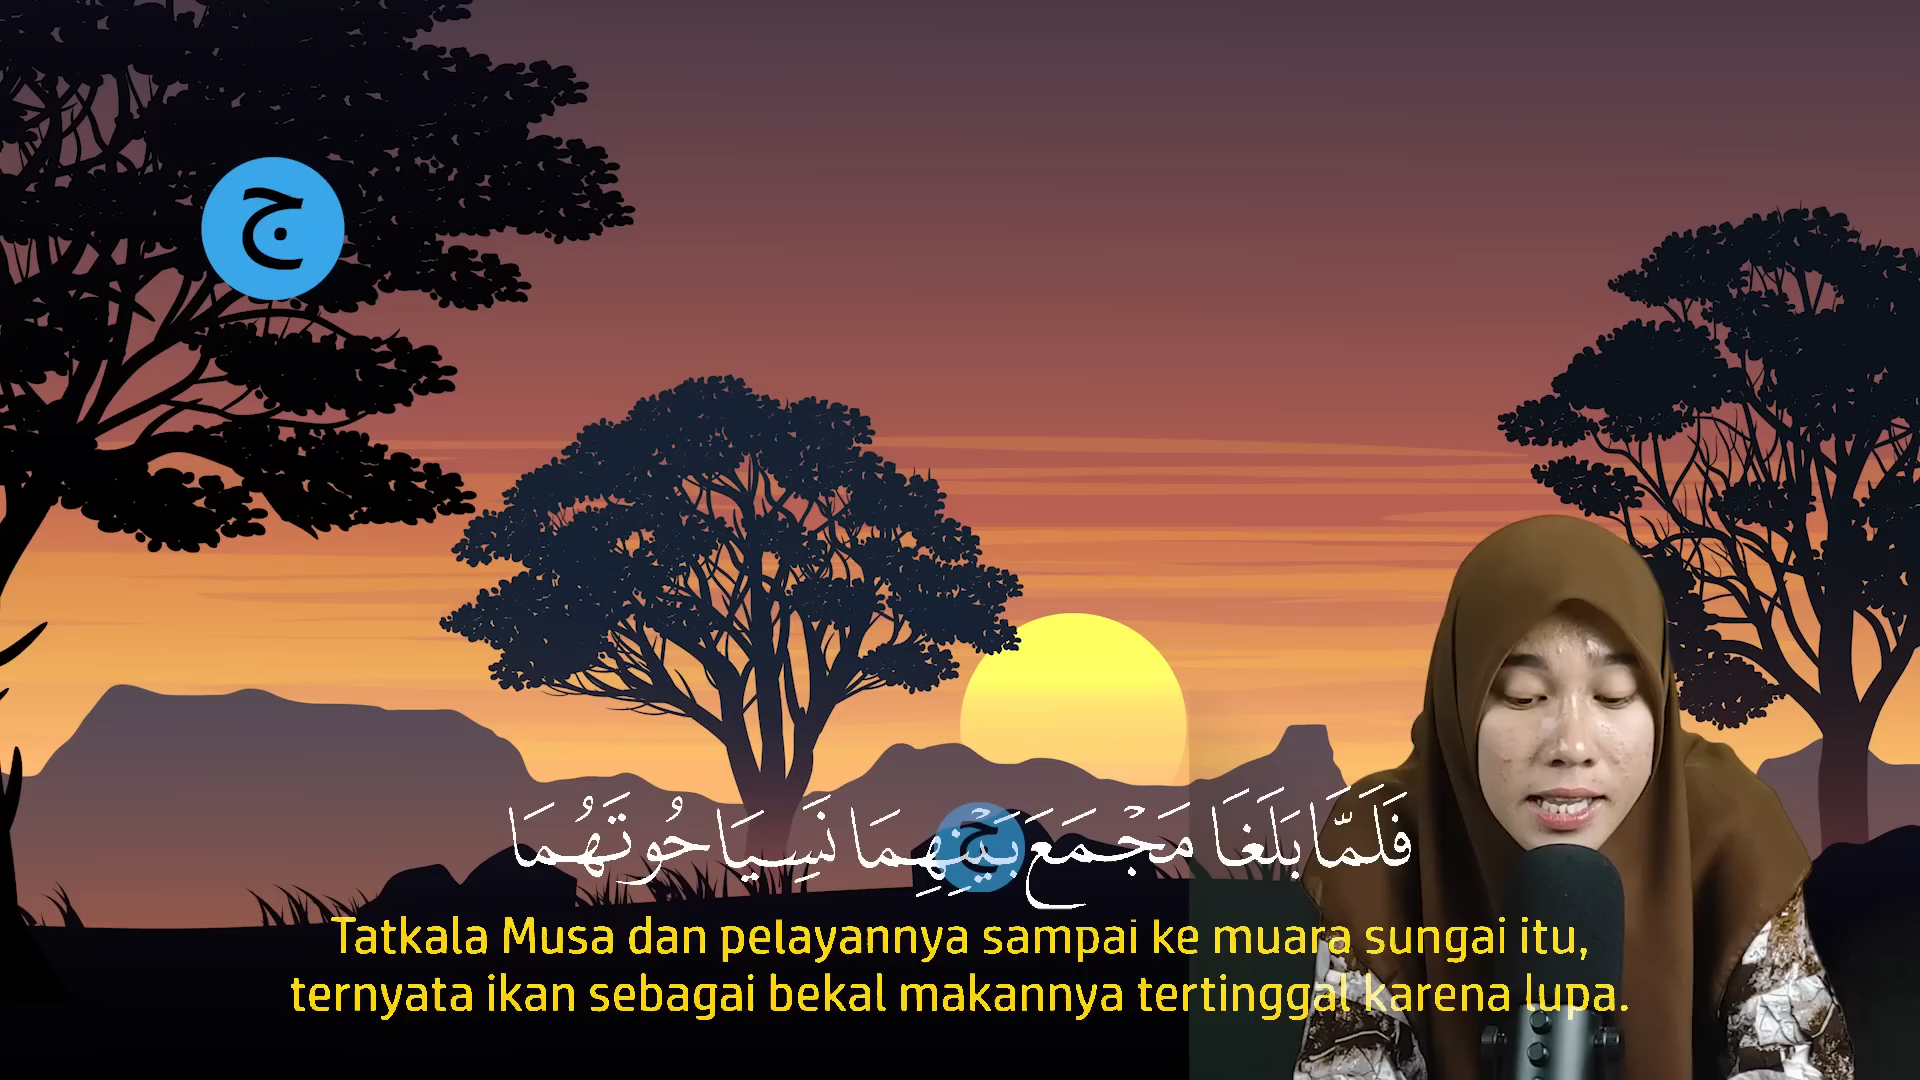 ج
فَلَمَّا بَلَغَا مَجْمَعَ بَيْنِهِمَا نَسِيَا حُوتَهُمَا
ج
Tatkala Musa dan pelayannya sampai ke muara sungai itu,
ternyata ikan sebagai bekal makannya tertinggal karena lupa.